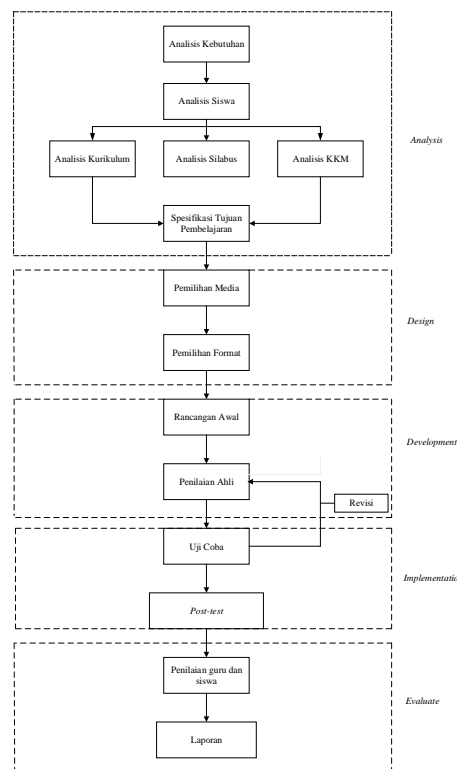 Analisis Kebutuhan
Analisis Siswa
Analisis Kurikulum
Analisis Silabus
Analisis KKM
Analysis
Spesifikasi Tujuan
Pembelajaran
Pemilihan Media
Design
Pemilihan Format
Rancangan Awal
Development
Penilaian Ahli
Revisi
Uji Coba
Implementatio
Post-test
Penilaian guru dan
siswa
Evaluate
Laporan